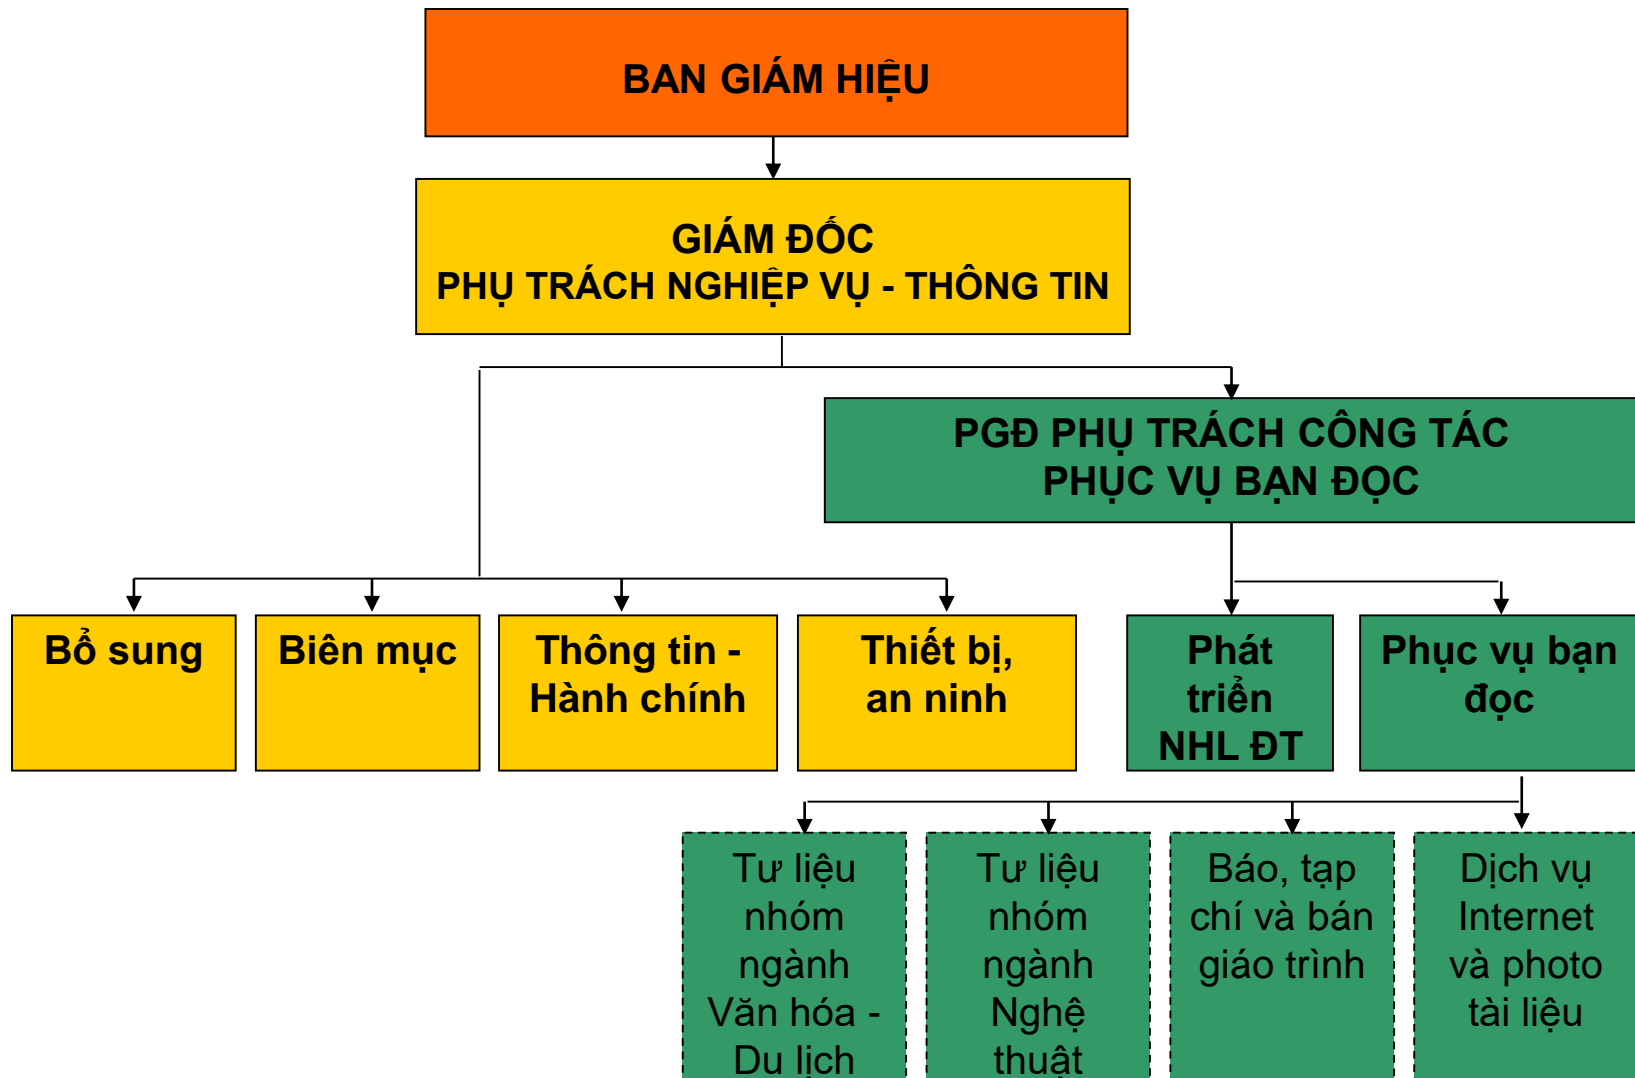 BAN GIÁM HIỆU
GIÁM ĐỐC
PHỤ TRÁCH NGHIỆP VỤ - THÔNG TIN
PGĐ PHỤ TRÁCH CÔNG TÁC
PHỤC VỤ BẠN ĐỌC
Bổ sung
Biên mục
Thông tin -
Hành chính
Thiết bị,
an ninh
Phát
triển
NHL ĐT
Phục vụ bạn
đọc
Tư liệu
nhóm
ngành
Văn hóa -
Du lịch
Tư liệu
nhóm
ngành
Nghệ
thuật
Báo, tạp
chí và bán
giáo trình
Dịch vụ
Internet
và photo
tài liệu